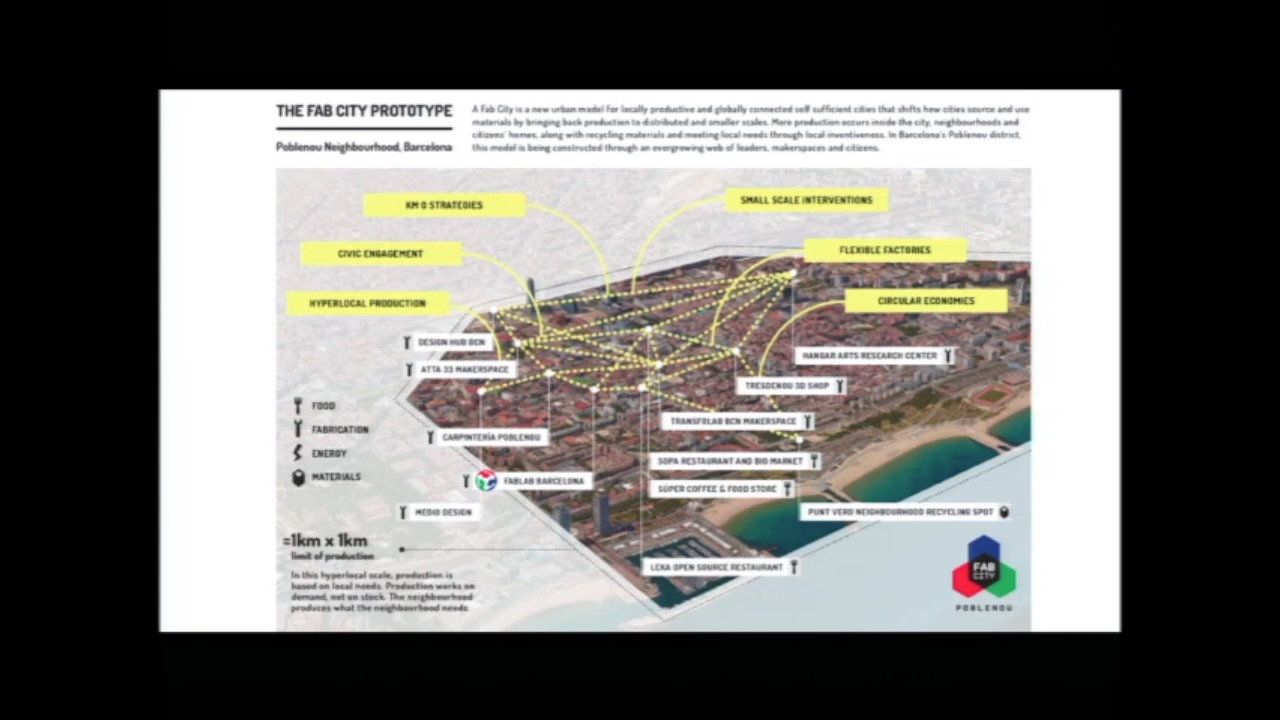 THE FAB CITY PROTOTYPE
Poblenou Neighbourhood, Barcelona
A Fab City is a new urban model for locally productive and globally connected self sufficient cities that shifts how cities source and use
materials by bringing back production to distributed and smaller scales. More production occurs inside the city, neighbourhoods and
citizens' homes, along with recycling materials and meeting local needs through local inventiveness. In Barcelona's Poblenou district,
this model is being constructed through an evergrowing web of leaders, makerspaces and citizens.
KM 0 STRATEGIES
SMALL SCALE INTERVENTIONS
CIVIC ENGAGEMENT
FLEXIBLE FACTORIES
HYPERLOCAL PRODUCTION
CIRCULAR ECONOMIES
DESIGN HUB BCN
HANGAR ARTS RESEARCH CENTER
ATTA 33 MAKERSPACE
TRESDENOU 3D SHOP
FOOD
FABRICATION
ENERGY
MATERIALS
TRANSFOLAB BCN MAKERSPACE
CARPINTERÍA POBLENOU
SOPA RESTAURANT AND BIO MARKET
FABLAB BARCELONA
SÚPER COFFEE & FOOD STORE
MEDIO DESIGN
PUNT VERD NEIGHBOURHOOD RECYCLING SPOT
=1km x 1km
limit of production
LEKA OPEN SOURCE RESTAURANT
In this hyperlocal scale, production is
based on local needs. Production works on
demand, not on stock. The neighbourhood
produces what the neighbourhood needs
FAB
CITY
POBLENOU